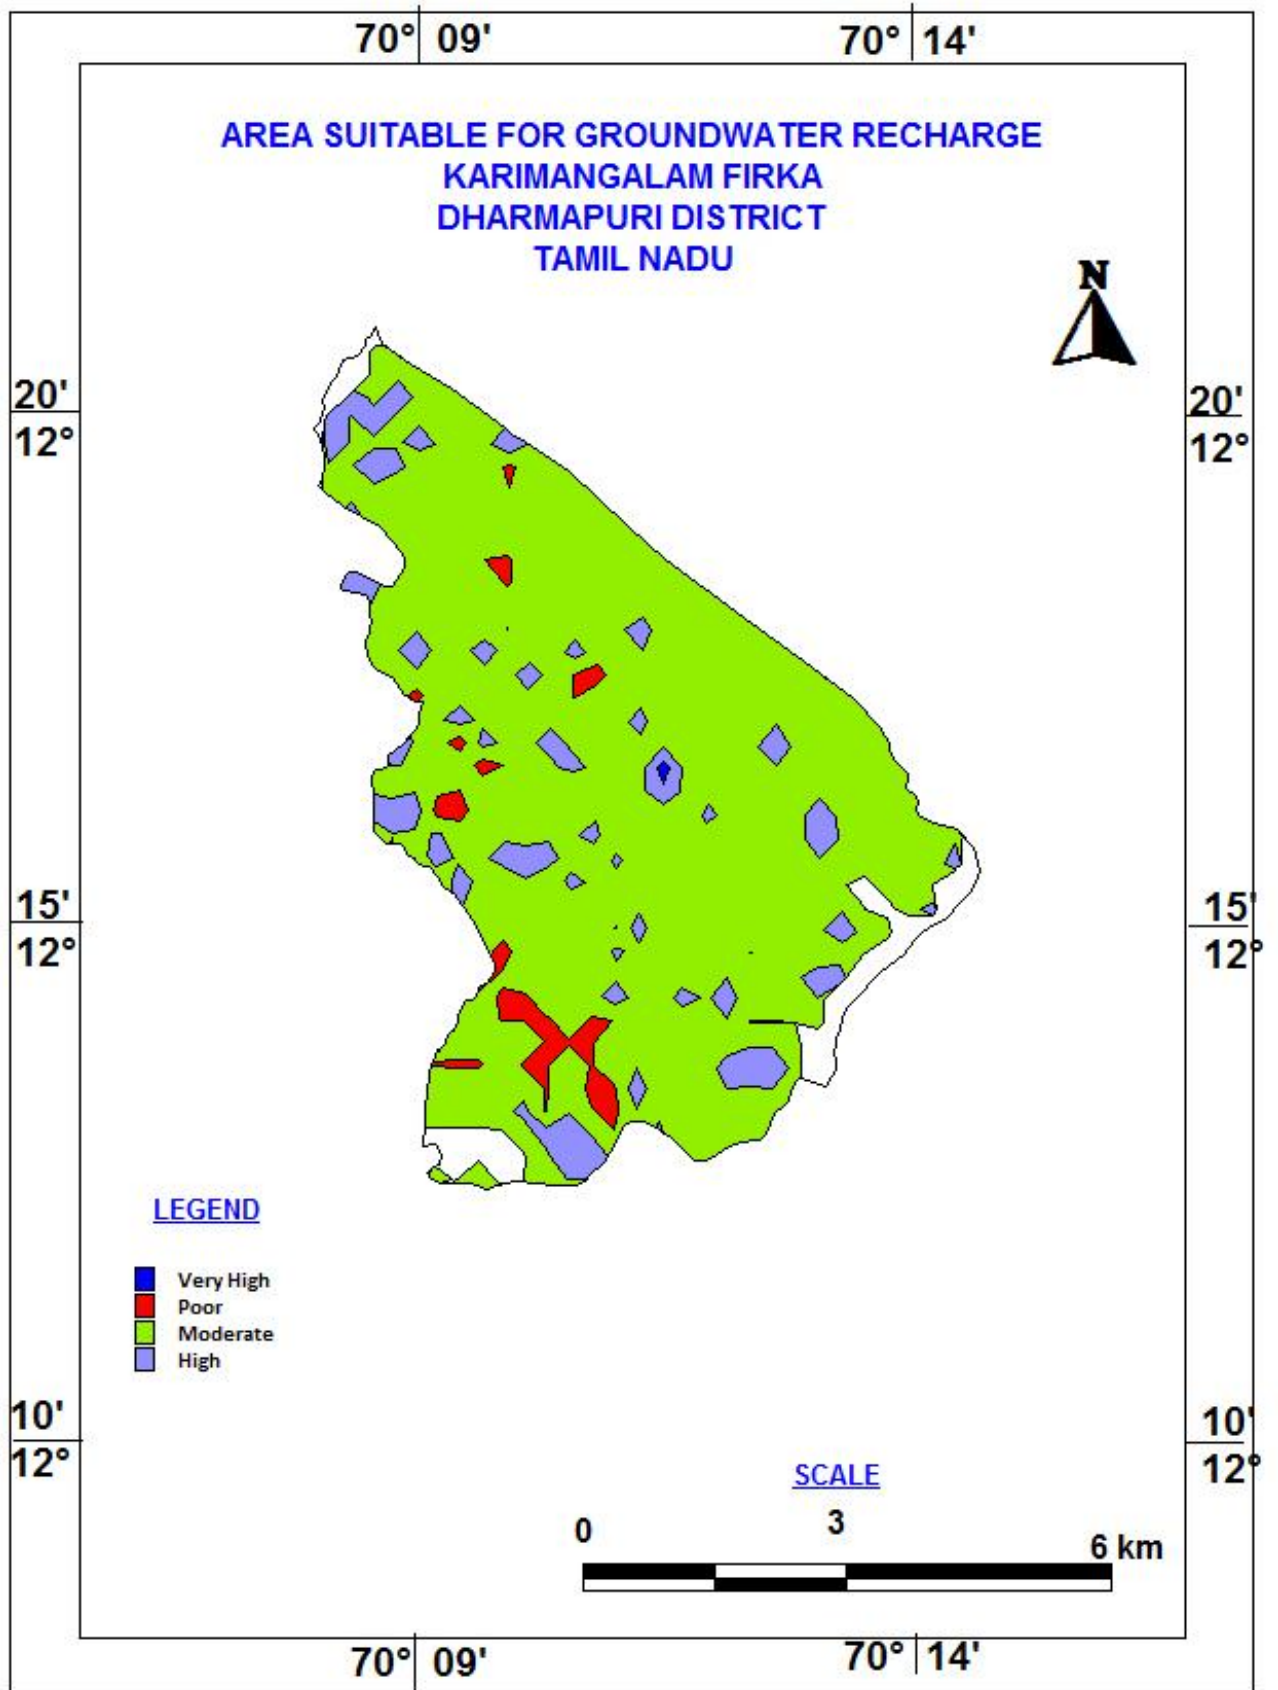 70° 09' 70° 14'
AREA SUITABLE FOR GROUNDWATER RECHARGE
KARIMANGALAM FIRKA
DHARMAPURI DISTRICT
TAMIL NADU
N
20' 20'
12° 12°
15' 15'
12° 12°
LEGEND
Very High
Poor
Moderate
High
10' 10'
12° 12°
SCALE
0 3 6 km
70° 09' 70° 14'